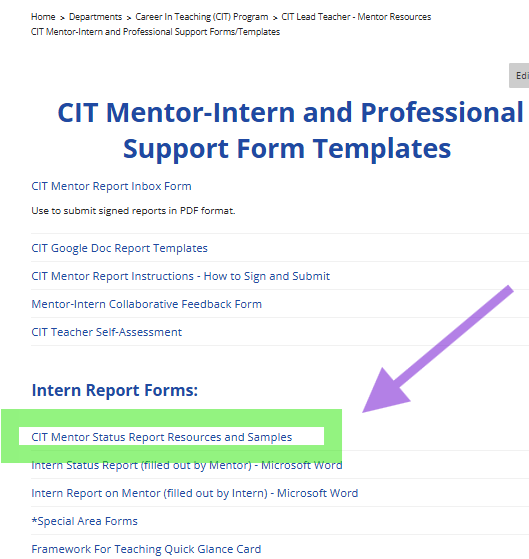 Home > Departments > Career In Teaching (CIT) Program > CIT Lead Teacher - Mentor Resources
CIT Mentor-Intern and Professional Support Forms/Templates
Edi
CIT Mentor-Intern and Professional
Support Form Templates
CIT Mentor Report Inbox Form
Use to submit signed reports in PDF format.
CIT Google Doc Report Templates
CIT Mentor Report Instructions - How to Sign and Submit
Mentor-Intern Collaborative Feedback Form
CIT Teacher Self-Assessment
Intern Report Forms:
CIT Mentor Status Report Resources and Samples
Intern Status Report (filled out by Mentor) - Microsoft Word
Intern Report on Mentor (filled out by Intern) - Microsoft Word
*Special Area Forms
Framework For Teaching Quick Glance Card